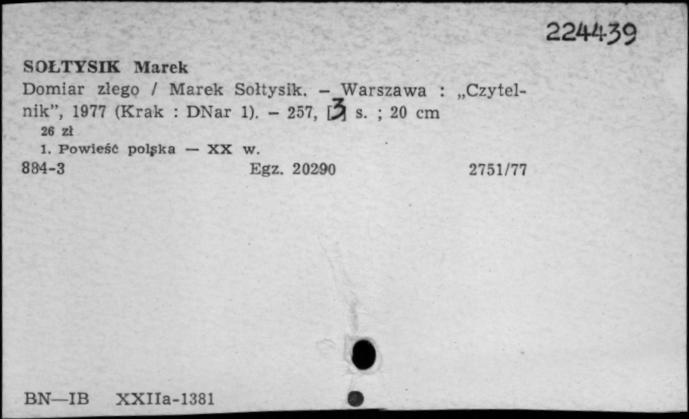 224439
SOŁTYSIK Marek
Domiar złego / Marek Sołtysik. — Warszawa : „Czytel-
nik”, 1977 (Krak : DNar 1). — 257, [3] s. ; 20 cm
26 zł
1. Powieść polska — XX w.
884-3 Egz. 20290 2751/77
BN—IB XXIIa-1381